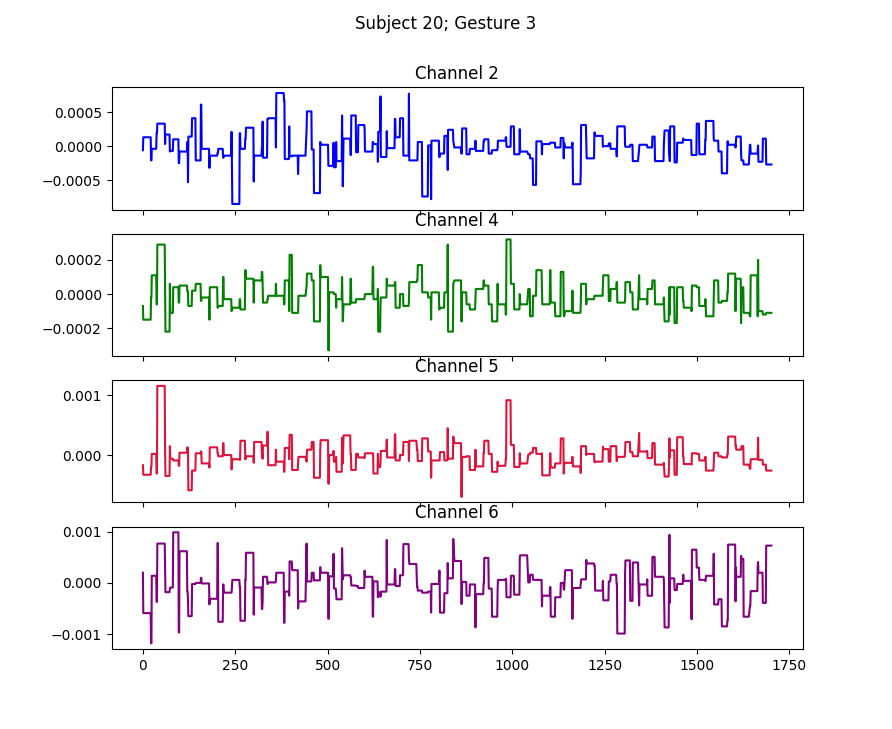 Subject 20; Gesture 3
Channel 2
0.0005
0.0000
−0.0005
Channel 4
0.0002
0.0000
−0.0002
Channel 5
0.001
0.000
Channel 6
0.001
0.000
−0.001
0 250 500 750 1000 1250 1500 1750